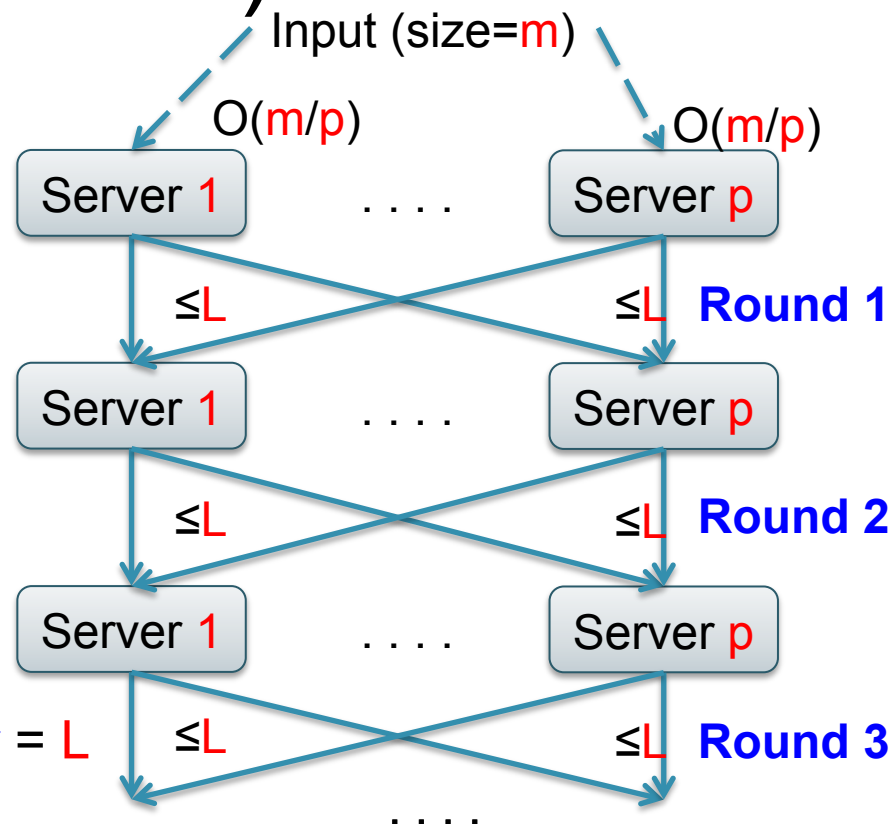 Input (size=m)
O(m/p) O(m/p)
Server 1 . . . . Server p
≤L ≤L Round 1
Server 1 . . . . Server p
≤L ≤L Round 2
Server 1 . . . . Server p
= L ≤L ≤L Round 3
. . . .